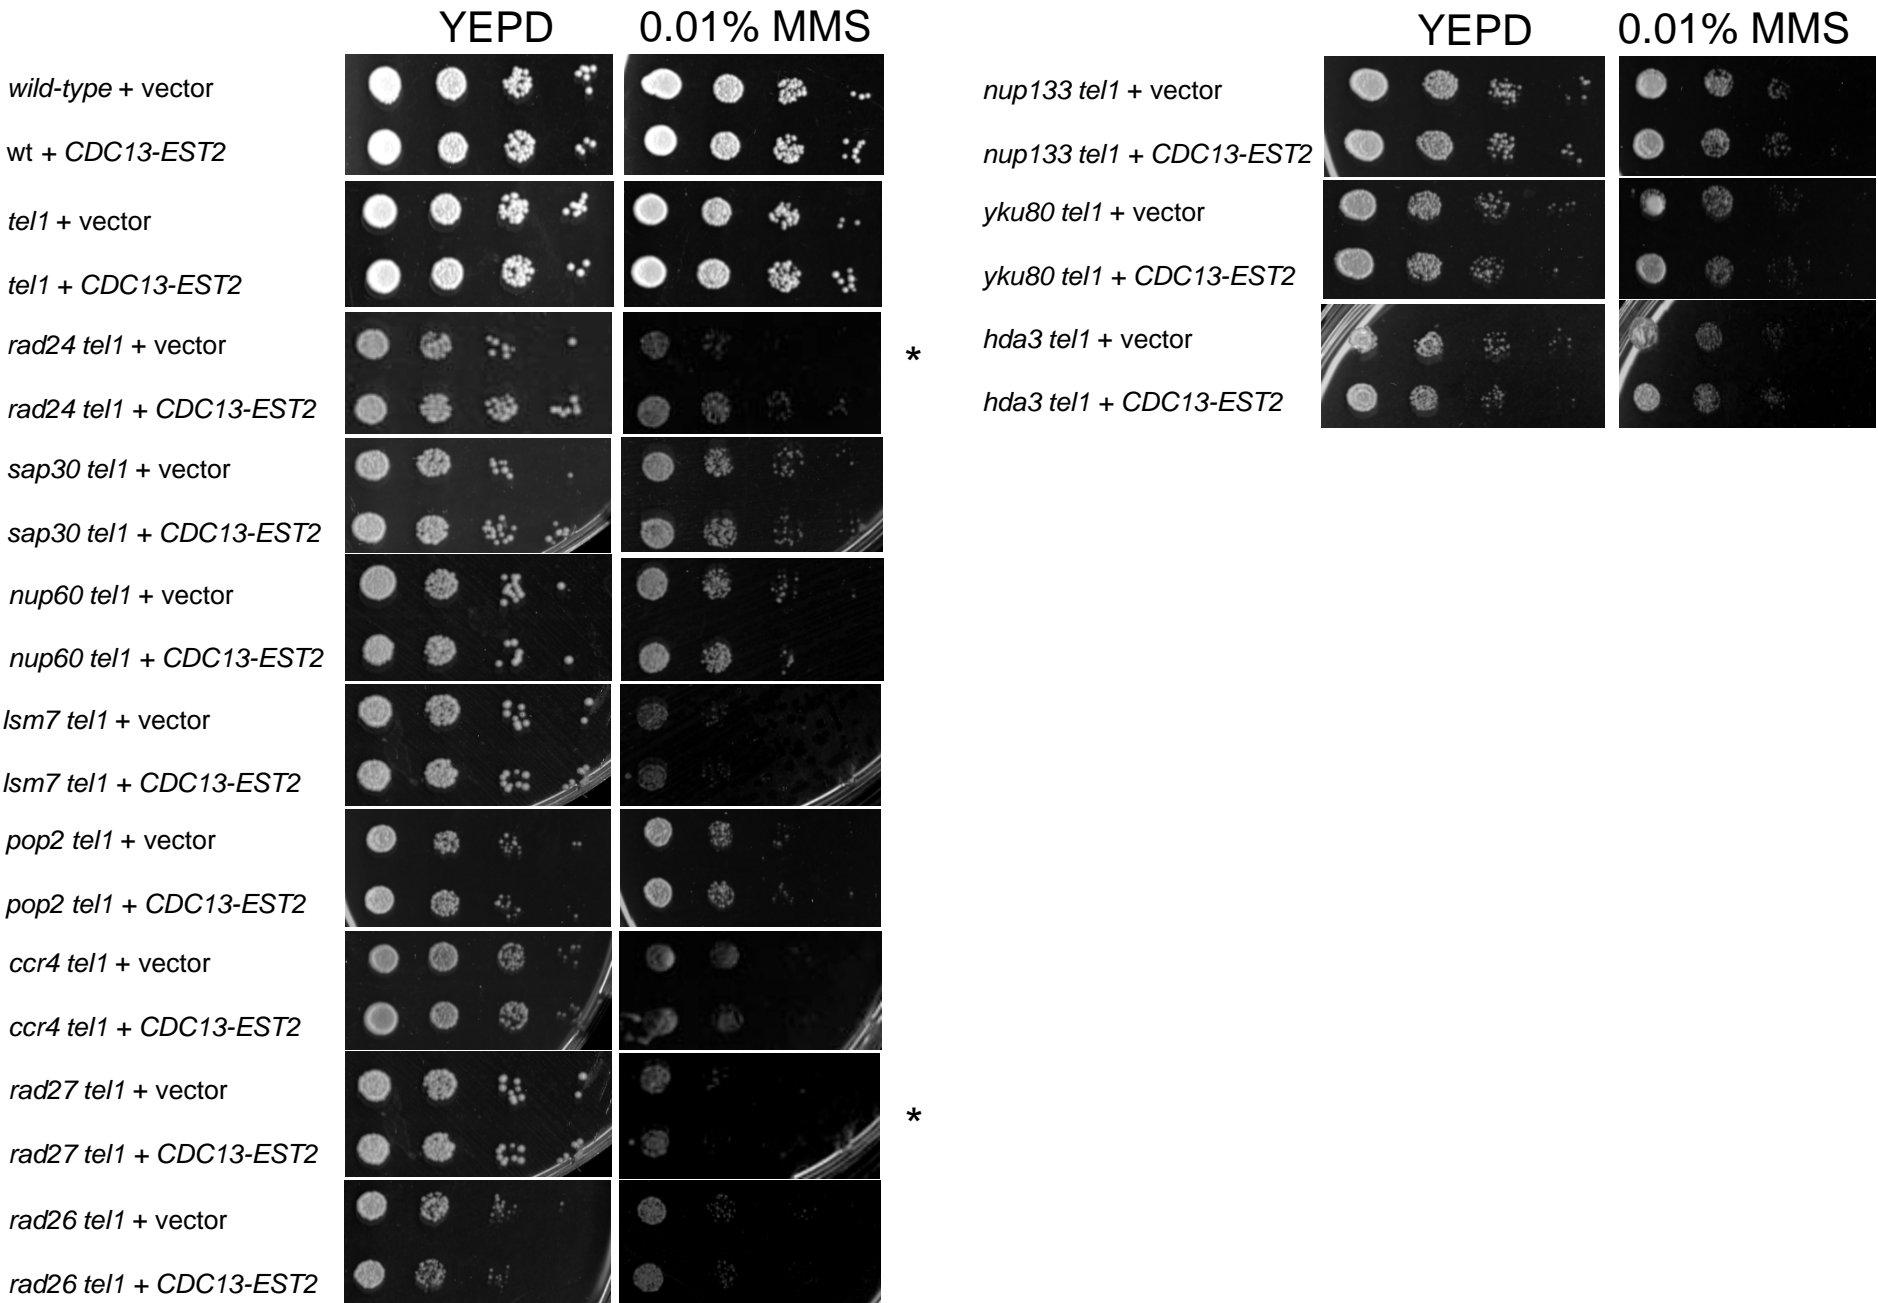 YEPD 0.01% MMS
wild-type + vector
wt + CDC13-EST2
tel1 + vector
tel1 + CDC13-EST2
rad24 tel1 + vector
*
rad24 tel1 + CDC13-EST2
sap30 tel1 + vector
sap30 tel1 + CDC13-EST2
nup60 tel1 + vector
nup60 tel1 + CDC13-EST2
lsm7 tel1 + vector
lsm7 tel1 + CDC13-EST2
pop2 tel1 + vector
pop2 tel1 + CDC13-EST2
ccr4 tel1 + vector
ccr4 tel1 + CDC13-EST2
rad27 tel1 + vector
*
rad27 tel1 + CDC13-EST2
rad26 tel1 + vector
rad26 tel1 + CDC13-EST2
YEPD 0.01% MMS
nup133 tel1 + vector
nup133 tel1 + CDC13-EST2
yku80 tel1 + vector
yku80 tel1 + CDC13-EST2
hda3 tel1 + vector
hda3 tel1 + CDC13-EST2